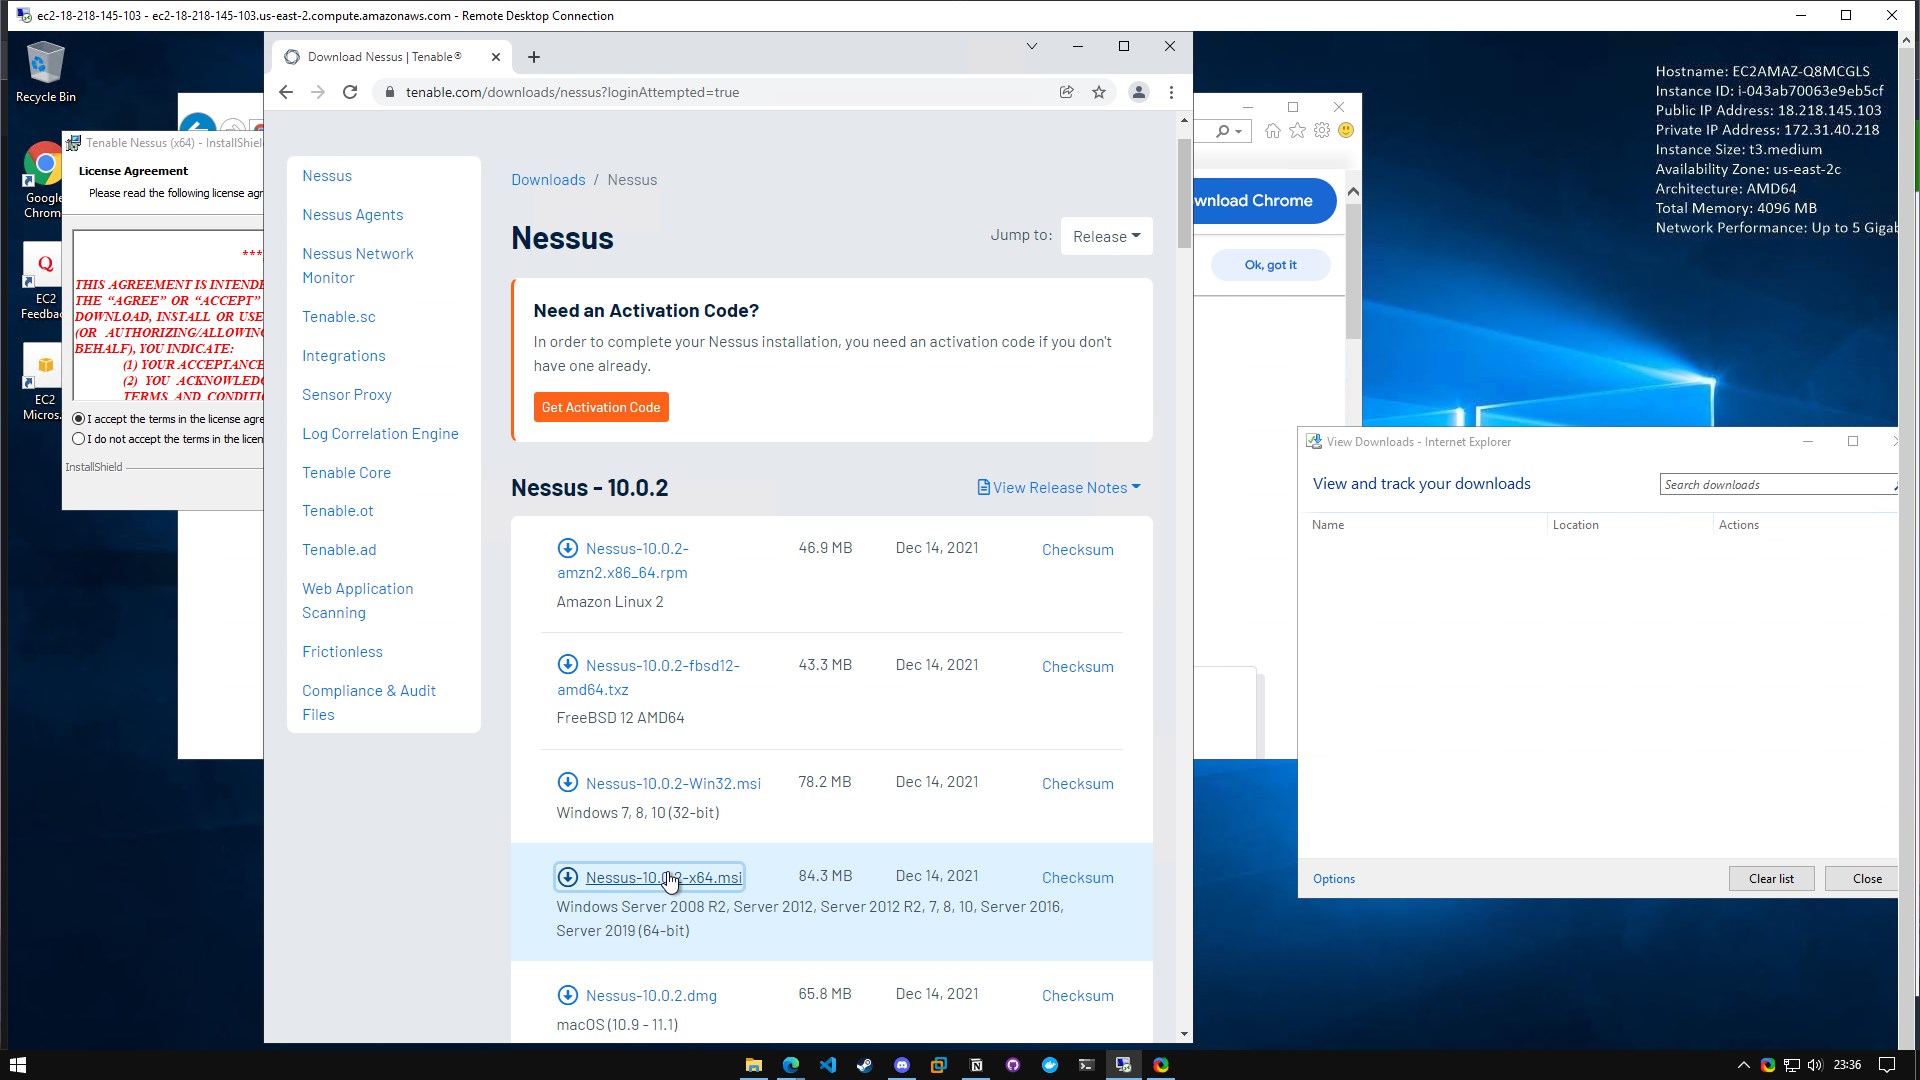 ec2-18-218-145-103 - ec2-18-218-145-103.us-east-2.compute.amazonaws.com - Remote Desktop Connection
Recycle Bin
Google
Chrom
EC2
Feedba
EC2
Micros.
Tenable Nessus (x64) - InstallShiel
License Agreement
Please read the following license agr
***
THIS AGREEMENT IS INTENDE
THE “AGREE” OR “ACCEPT”
DOWNLOAD, INSTALL OR USE
(OR AUTHORIZING/ALLOWING
BEHALF), YOU INDICATE:
(1) YOUR ACCEPTANCE
(2) YOU ACKNOWLEDG
TERMS AND CONDITI
I accept the terms in the license agre
I do not accept the terms in the licen
InstallShield
Download Nessus | Tenable®
tenable.com/downloads/nessus?loginAttempted=true
Nessus
Nessus Agents
Nessus Network
Monitor
Tenable.sc
Integrations
Sensor Proxy
Log Correlation Engine
Tenable Core
Tenable.ot
Tenable.ad
Web Application
Scanning
Frictionless
Compliance & Audit
Files
Downloads / Nessus
Nessus
Jump to: Release
Need an Activation Code?
In order to complete your Nessus installation, you need an activation code if you don't
have one already.
Get Activation Code
Nessus - 10.0.2
View Release Notes
Nessus-10.0.2-
amzn2.x86_64.rpm
46.9 MB Dec 14, 2021 Checksum
Amazon Linux 2
Nessus-10.0.2-fbsd12-
amd64.txz
43.3 MB Dec 14, 2021 Checksum
FreeBSD 12 AMD64
Nessus-10.0.2-Win32.msi 78.2 MB Dec 14, 2021 Checksum
Windows 7, 8, 10 (32-bit)
Nessus-10.0.2-x64.msi 84.3 MB Dec 14, 2021 Checksum
Windows Server 2008 R2, Server 2012, Server 2012 R2, 7, 8, 10, Server 2016,
Server 2019 (64-bit)
Nessus-10.0.2.dmg 65.8 MB Dec 14, 2021 Checksum
macOS (10.9 - 11.1)
wnload Chrome
Ok, got it
Hostname: EC2AMAZ-Q8MCGLS
Instance ID: i-043ab70063e9eb5cf
Public IP Address: 18.218.145.103
Private IP Address: 172.31.40.218
Instance Size: t3.medium
Availability Zone: us-east-2c
Architecture: AMD64
Total Memory: 4096 MB
Network Performance: Up to 5 Gigab
View Downloads - Internet Explorer
View and track your downloads
Search downloads
Name Location Actions
Options
Clear list
Close
23:36